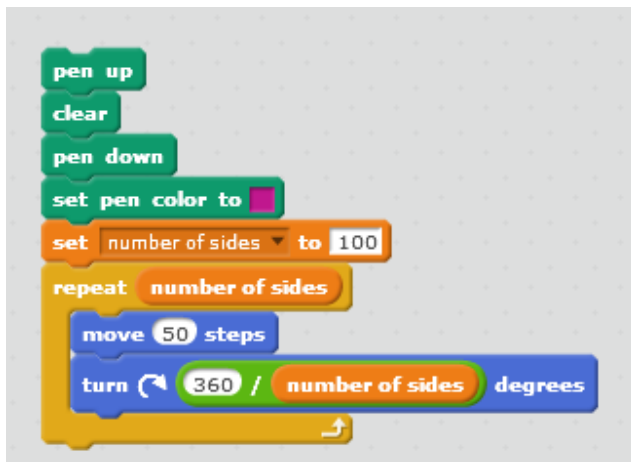 pen up
clear
pen down
set pen color to
set number of sides to 100
repeat number of sides
move 50 steps
turn 360 / number of sides degrees